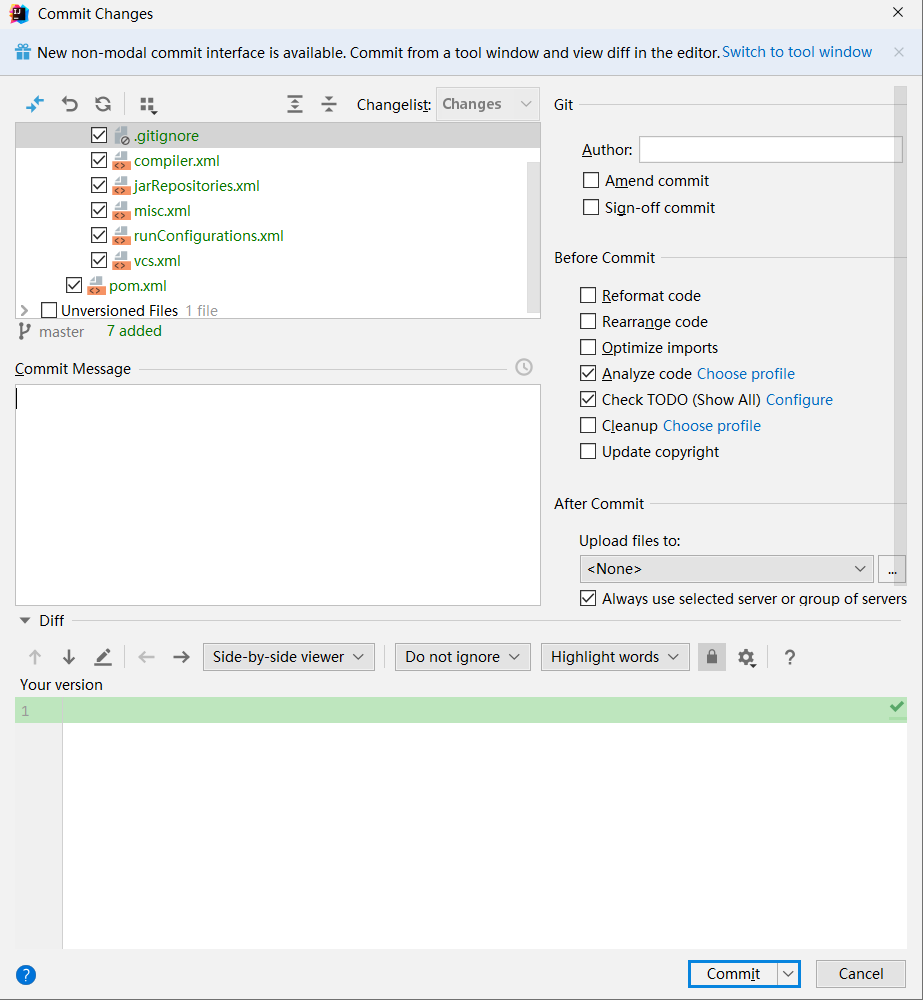 Commit Changes
New non-modal commit interface is available. Commit from a tool window and view diff in the editor. Switch to tool window
Changelist: Changes
.gitignore
compiler.xml
jarRepositories.xml
misc.xml
runConfigurations.xml
vcs.xml
pom.xml
Unversioned Files 1 file
master 7 added
Commit Message
Git
Author:
Amend commit
Sign-off commit
Before Commit
Reformat code
Rearrange code
Optimize imports
Analyze code Choose profile
Check TODO (Show All) Configure
Cleanup Choose profile
Update copyright
After Commit
Upload files to:
<None> ...
Always use selected server or group of servers
Diff
Side-by-side viewer Do not ignore Highlight words ?
Your version
1
? Commit Cancel